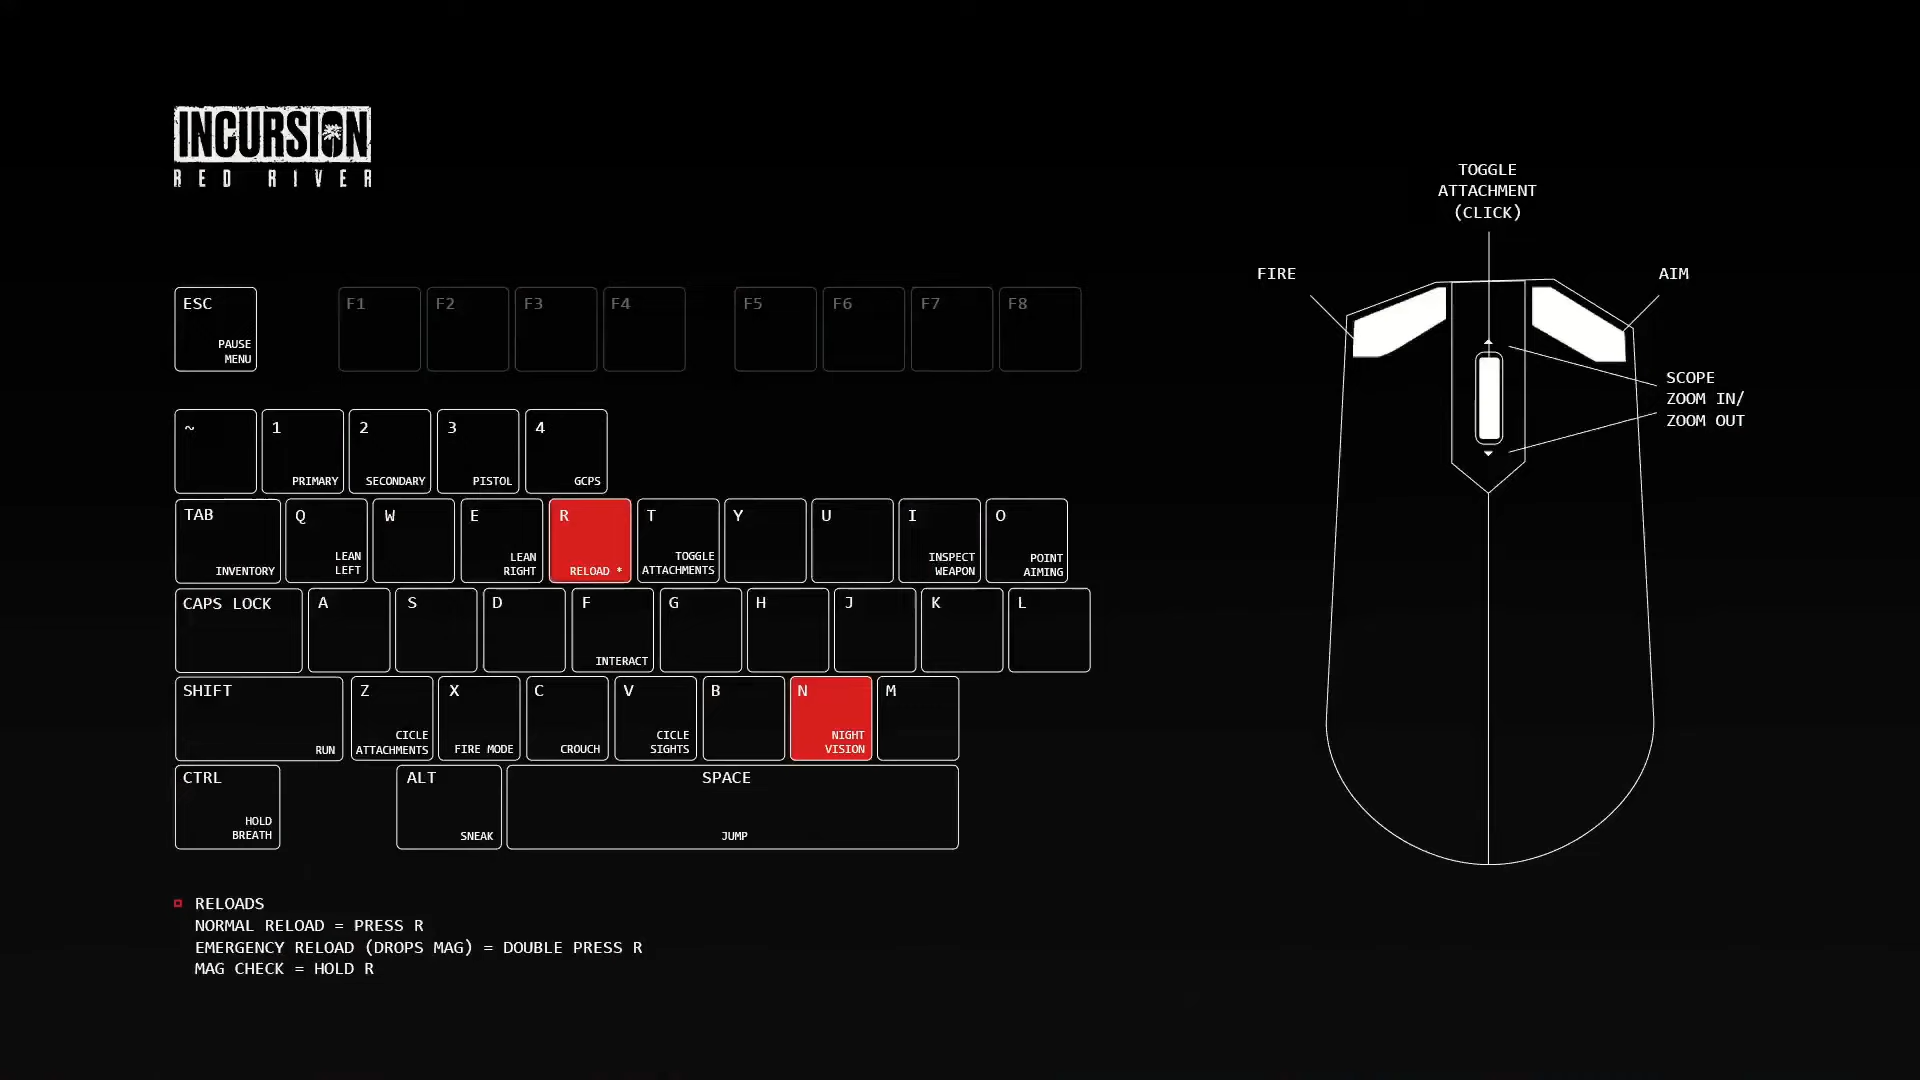 INCURSION
RED RIVER
TOGGLE
ATTACHMENT
(CLICK)
FIRE
AIM
SCOPE
ZOOM IN/
ZOOM OUT
ESC
PAUSE
MENU
F1
F2
F3
F4
F5
F6
F7
F8
~
1
PRIMARY
2
SECONDARY
3
PISTOL
4
GCPS
TAB
INVENTORY
Q
LEAN
LEFT
W
E
LEAN
RIGHT
R
RELOAD *
T
TOGGLE
ATTACHMENTS
Y
U
I
INSPECT
WEAPON
O
POINT
AIMING
CAPS LOCK
A
S
D
F
INTERACT
G
H
J
K
L
SHIFT
RUN
Z
CICLE
ATTACHMENTS
X
FIRE MODE
C
CROUCH
V
CICLE
SIGHTS
B
N
NIGHT
VISION
M
CTRL
HOLD
BREATH
ALT
SNEAK
SPACE
JUMP
RELOADS
NORMAL RELOAD = PRESS R
EMERGENCY RELOAD (DROPS MAG) = DOUBLE PRESS R
MAG CHECK = HOLD R